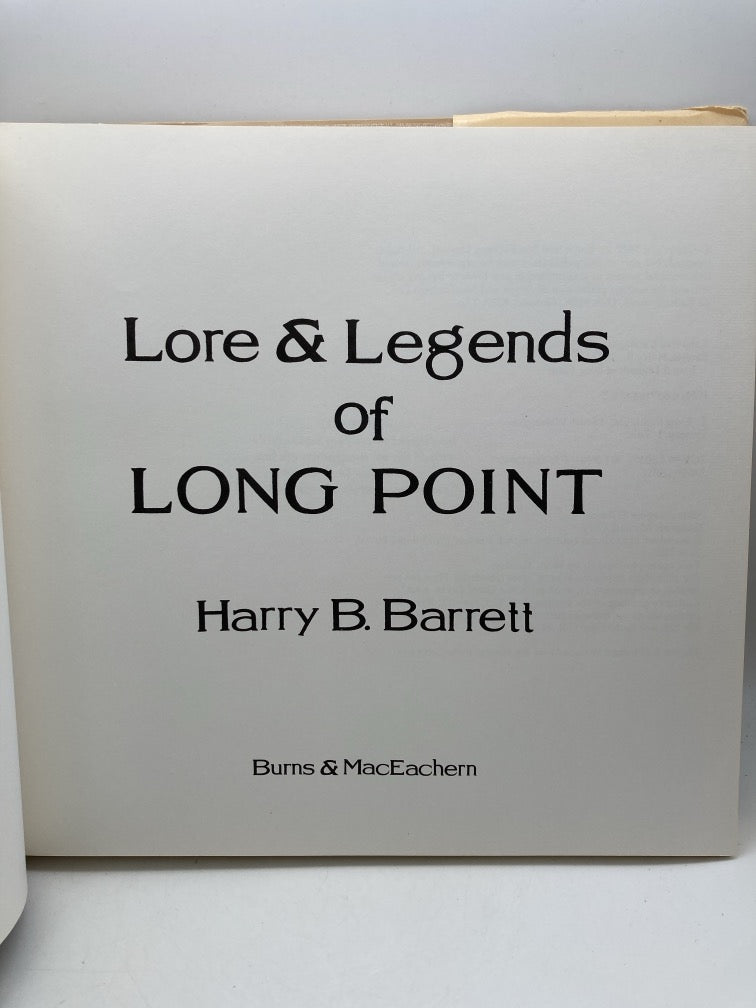 Lore & Legends
of
LONG POINT
Harry B. Barrett
Burns & MacEachern